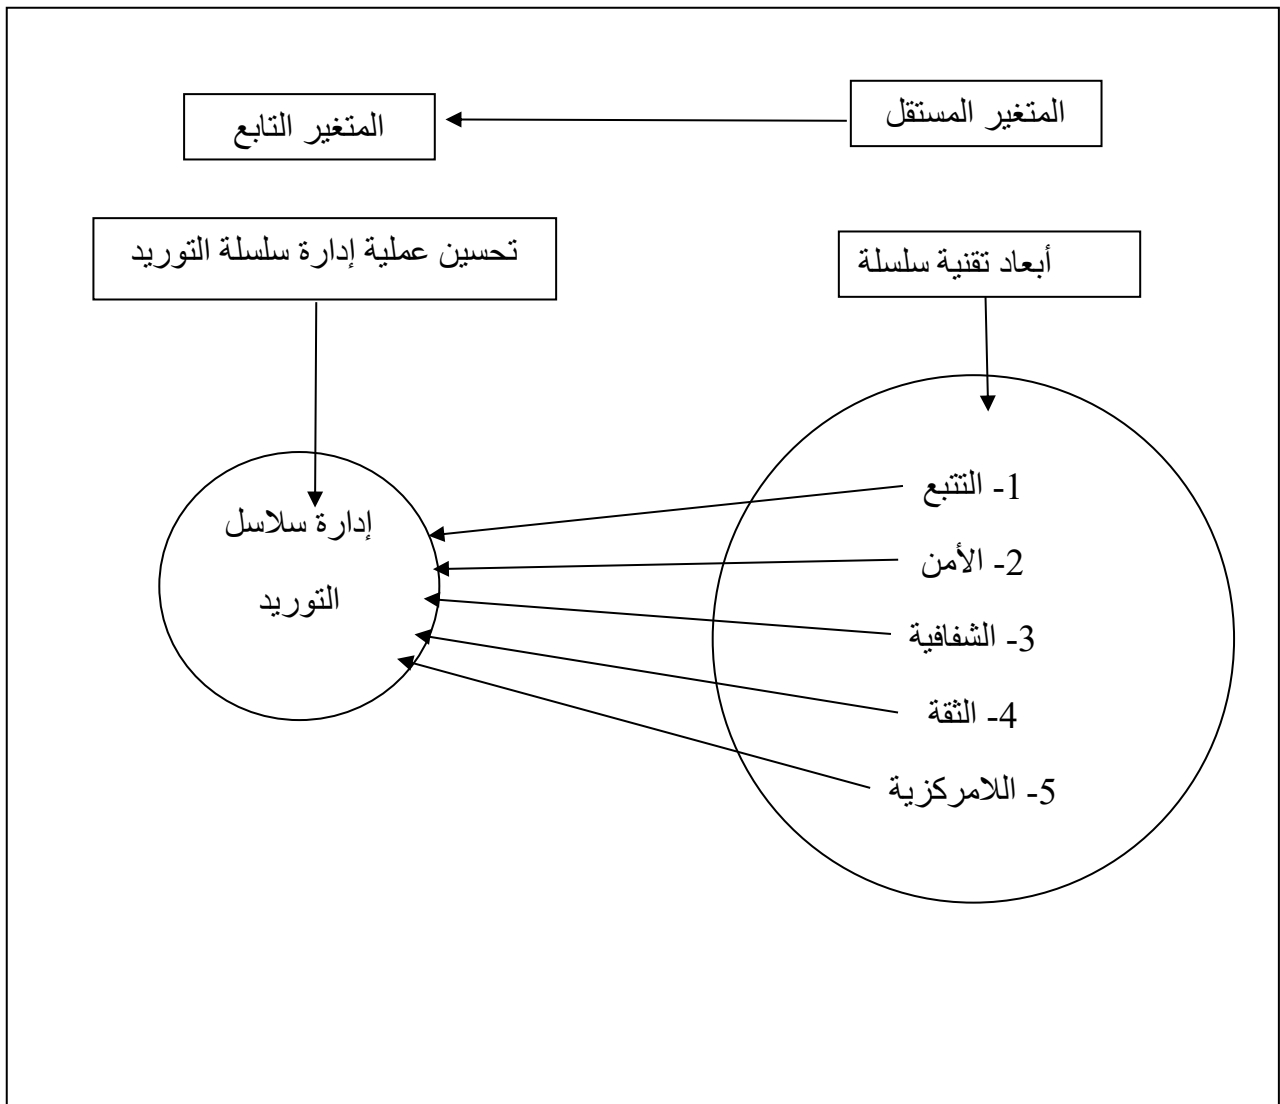 المتغير المستقل
المتغير التابع
أبعاد تقنية سلسلة
تحسين عملية إدارة سلسلة التوريد
1- التتبع
2- الأمن
3- الشفافية
4- الثقة
5- اللامركزية
إدارة سلاسل
التوريد